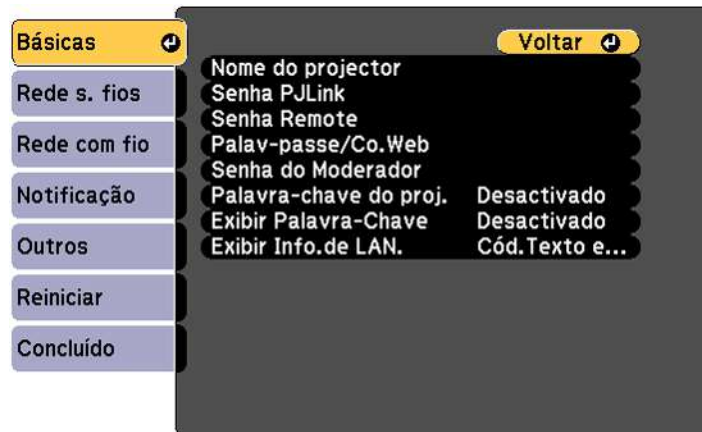 Básicas
Rede s. fios
Rede com fio
Notificação
Outros
Reiniciar
Concluído
Voltar
Nome do projector
Senha PJLink
Senha Remote
Palav-passe/Co.Web
Senha do Moderador
Palavra-chave do proj. Desactivado
Exibir Palavra-Chave Desactivado
Exibir Info.de LAN. Cód.Texto e...